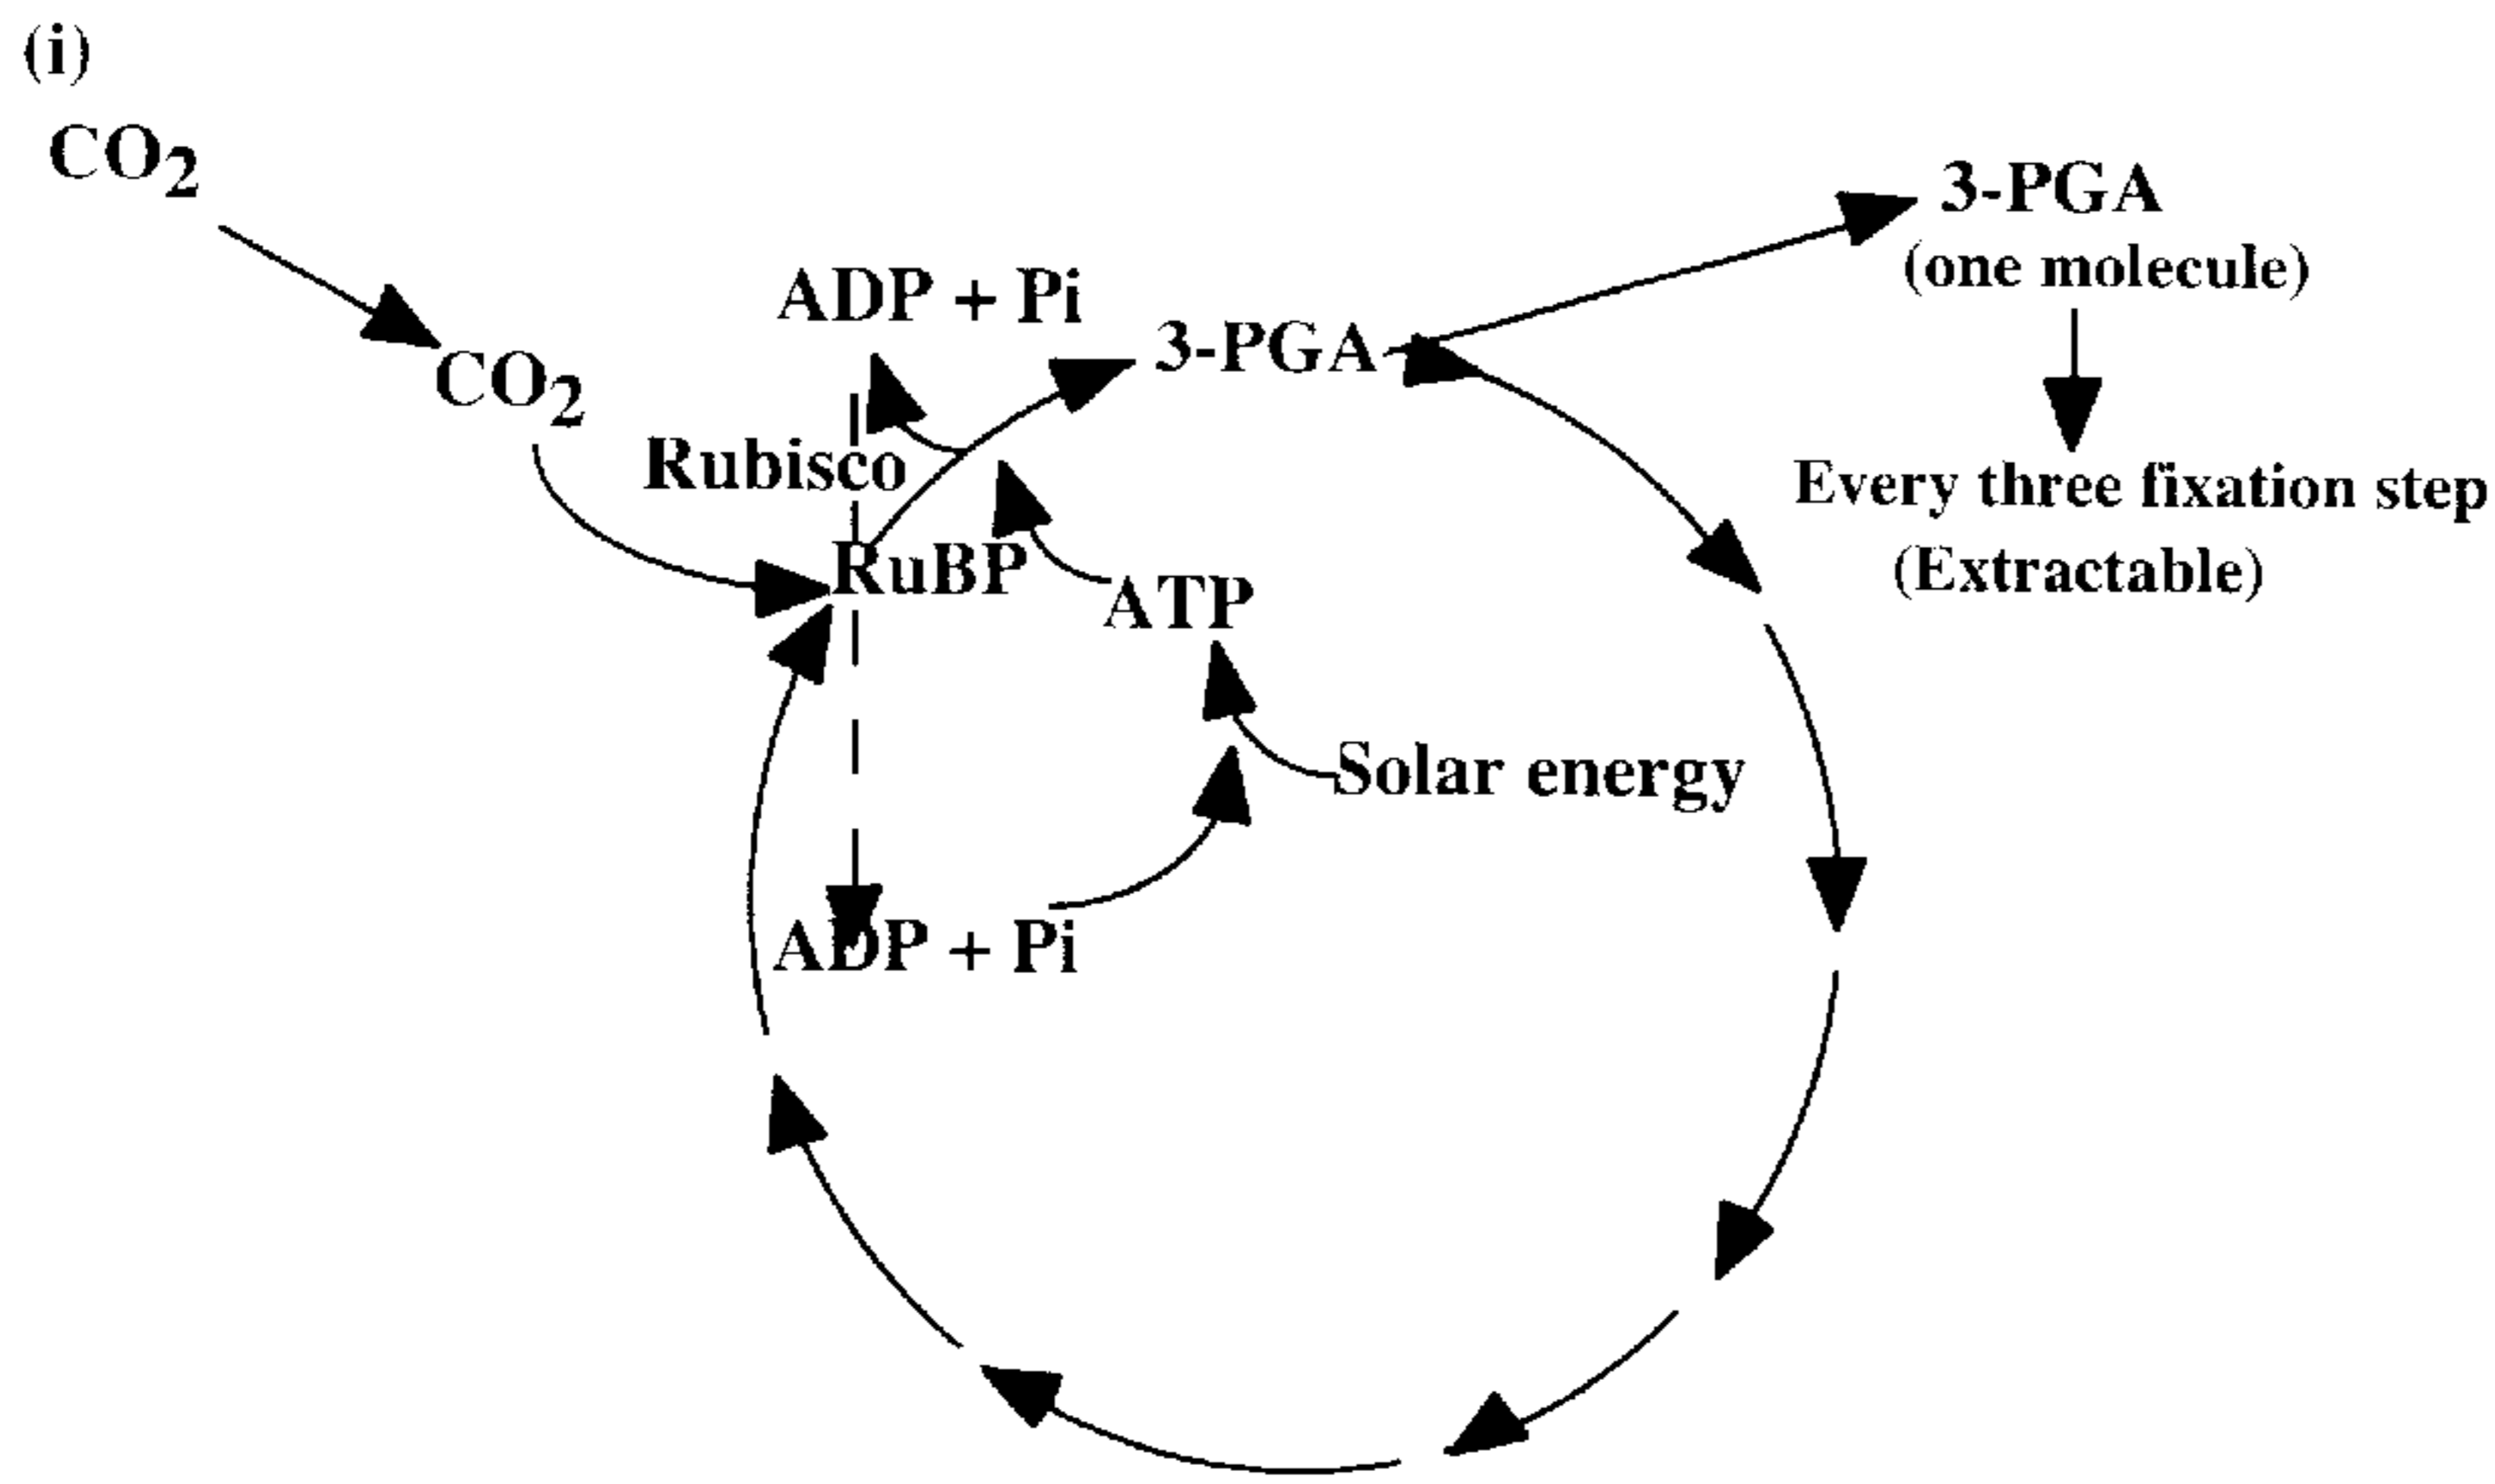 (i)
CO2
CO2
ADP + Pi
3-PGA
3-PGA
(one molecule)
Rubisco
Every three fixation step
(Extractable)
RuBP
ATP
Solar energy
ADP + Pi